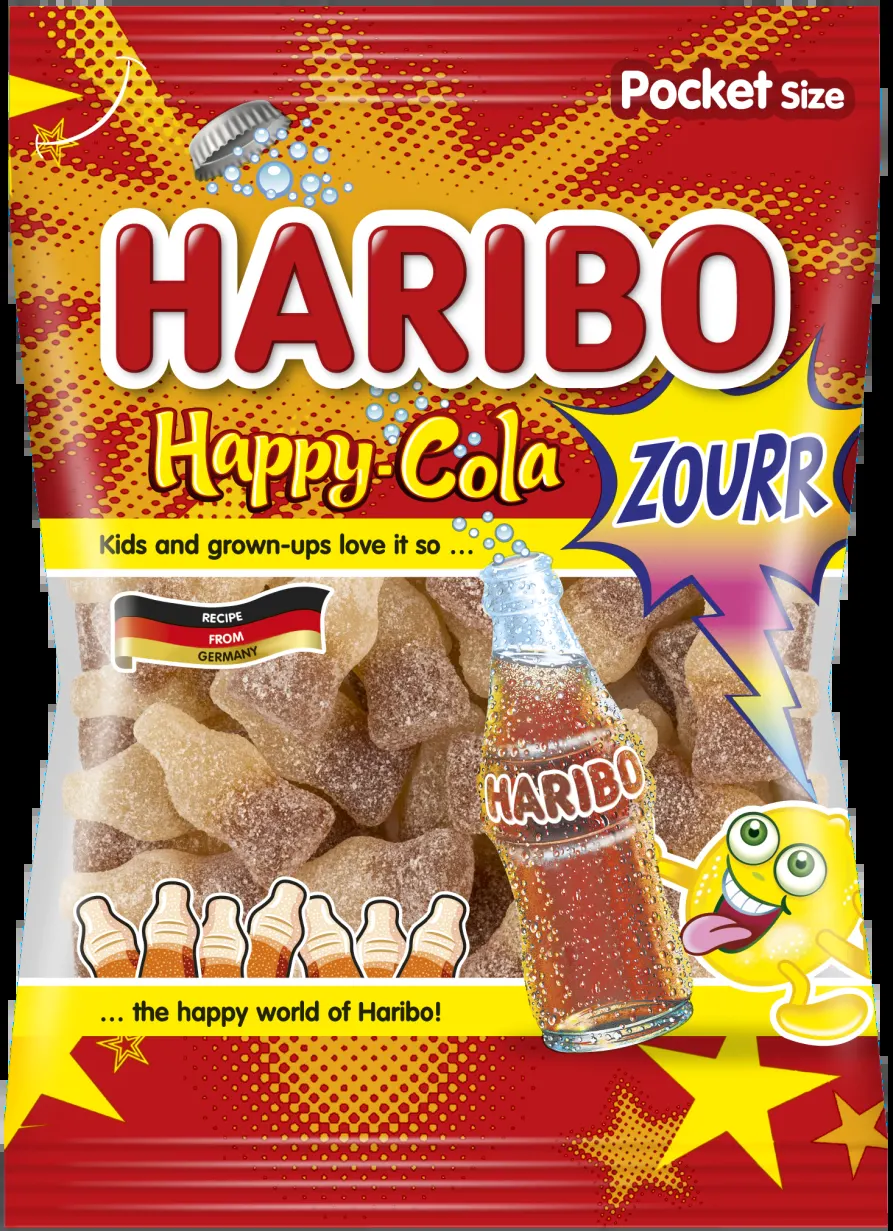 Pocket Size
HARIBO
Happy-Cola
ZOURR
Kids and grown-ups love it so ...
RECIPE
FROM
GERMANY
HARIBO
... the happy world of Haribo!